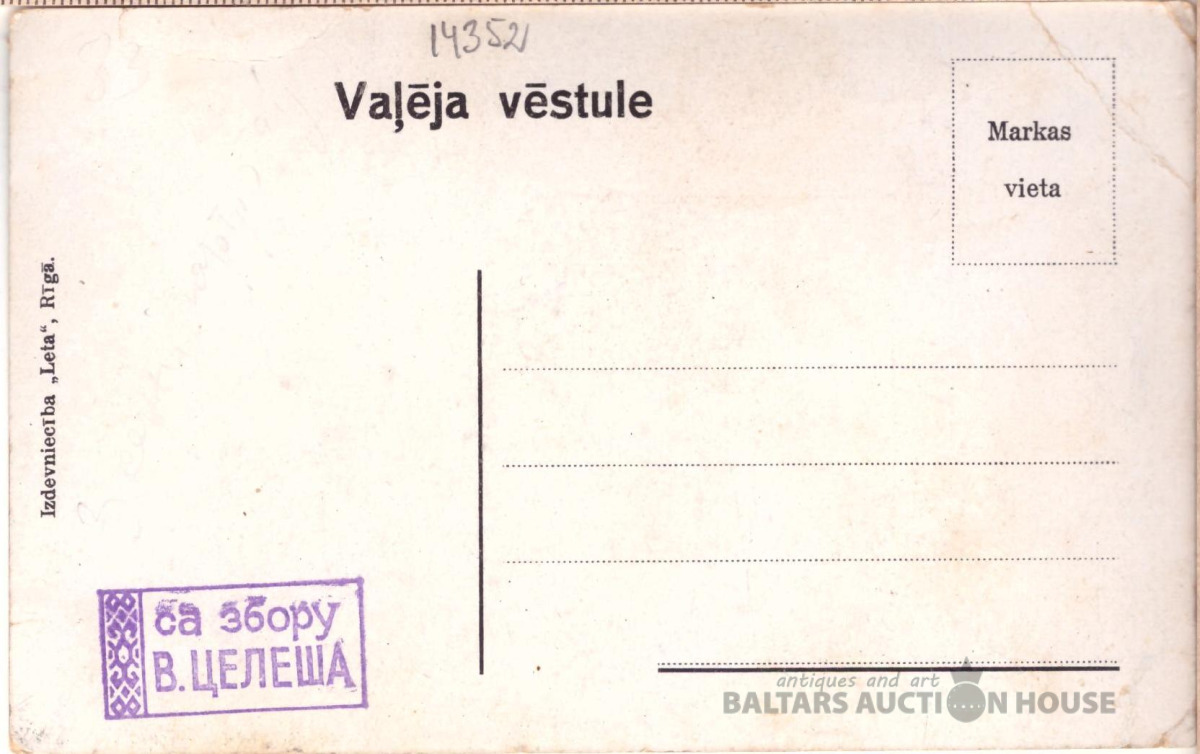 14352
Vaļēja vēstule
Markas
vieta
Izdevniecība „Leta“, Rīgā.
са збору
В. ЦЕЛЕША
antiques and art
BALTARS AUCTION HOUSE